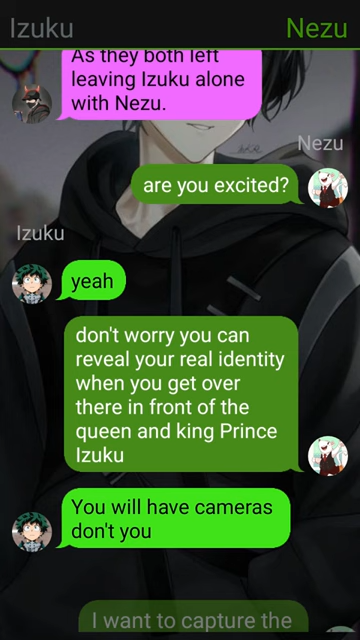 Izuku Nezu
As they both left
leaving Izuku alone
with Nezu.
Nezu
are you excited?
Izuku
yeah
don't worry you can
reveal your real identity
when you get over
there in front of the
queen and king Prince
Izuku
You will have cameras
don't you
I want to capture the